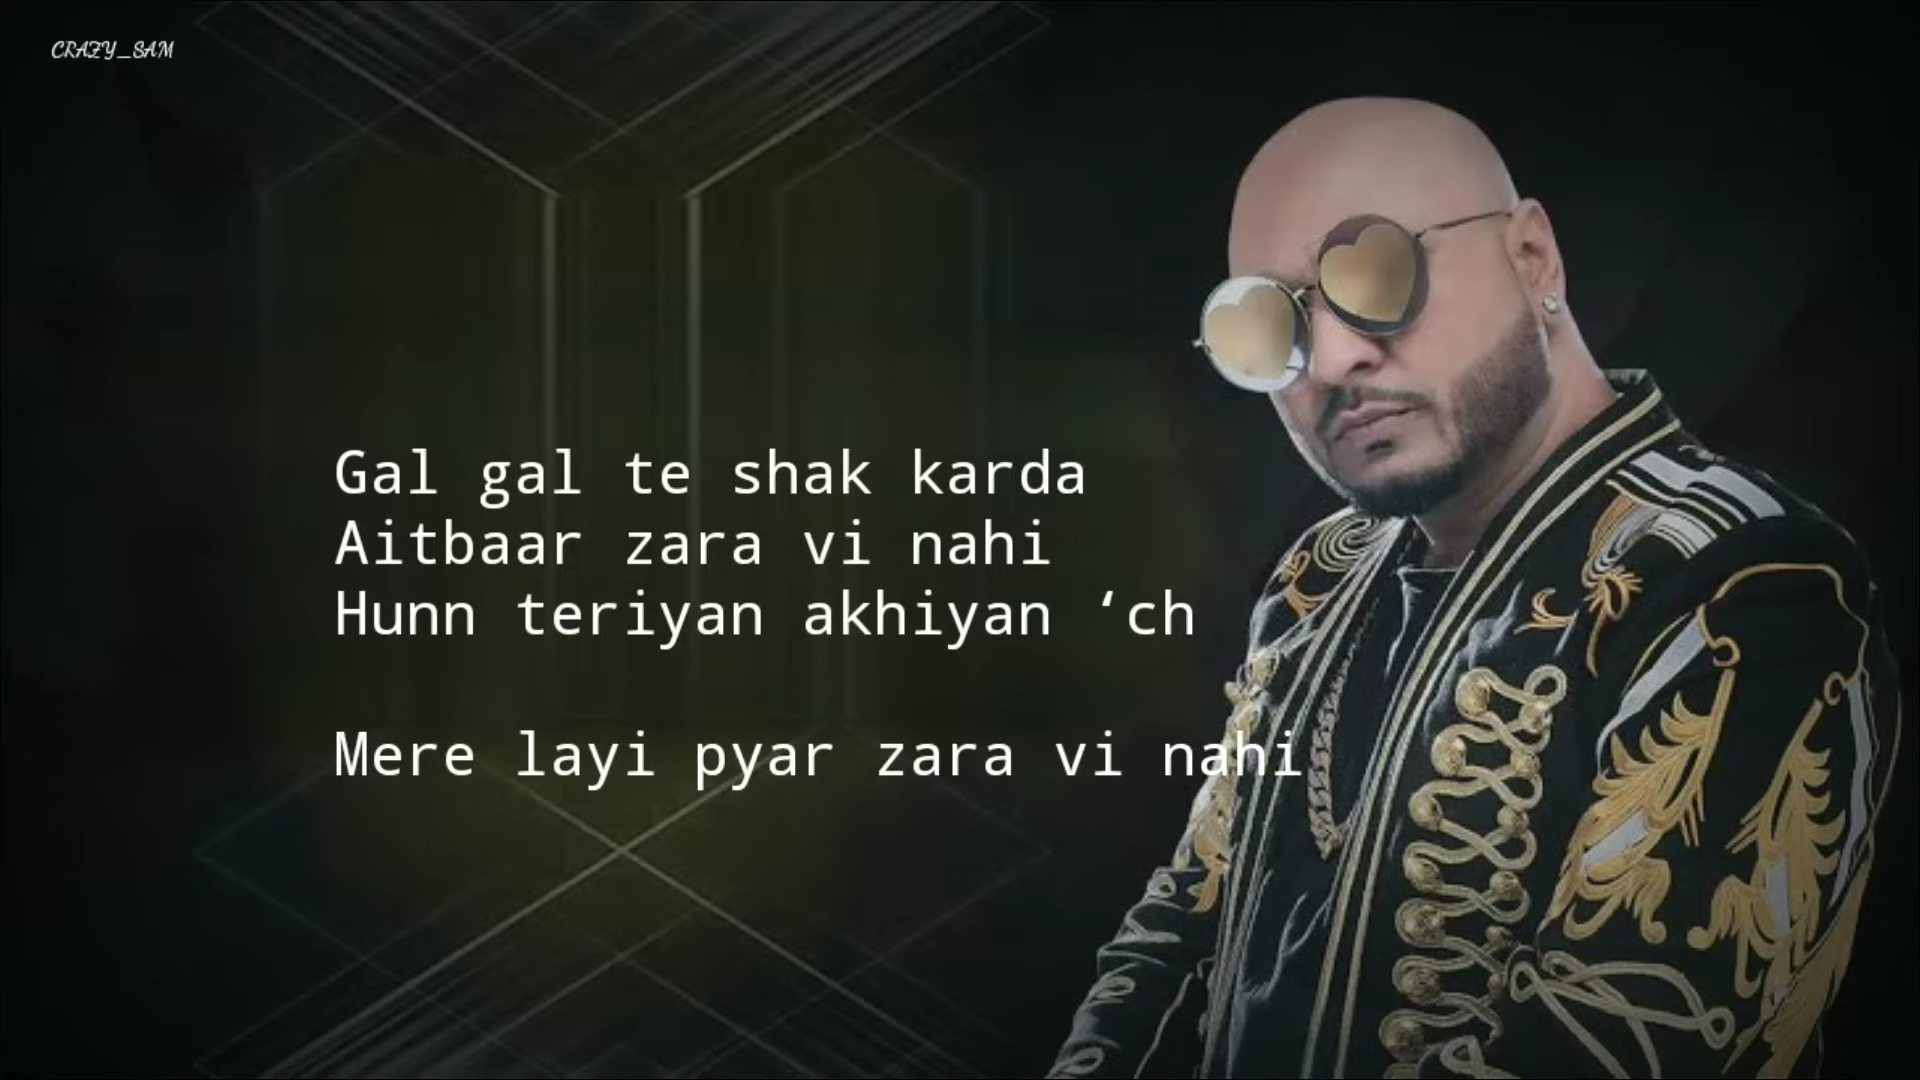 CRAZY_SAM
Gal gal te shak karda
Aitbaar zara vi nahi
Hunn teriyan akhiyan ‘ch
Mere layi pyar zara vi nahi